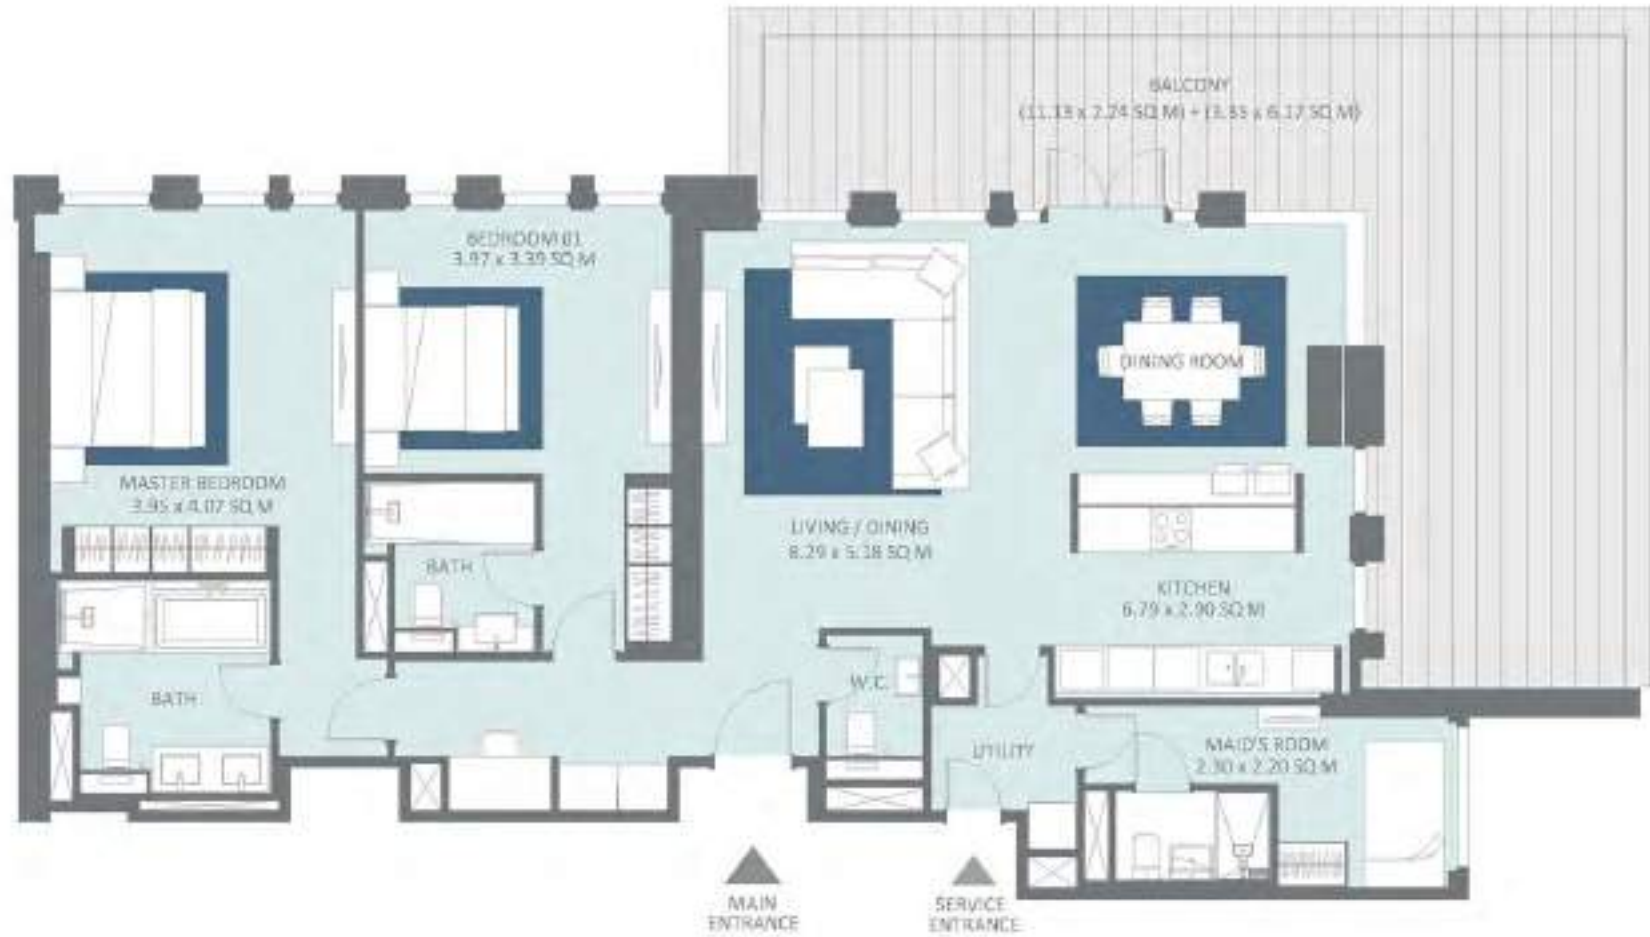 BALCONY
(11.13 x 2.24 SQ M) + (3.35 x 6.17 SQ M)
BEDROOM 01
3.97 x 3.39 SQ M
DINING ROOM
MASTER BEDROOM
3.95 x 4.07 SQ M
LIVING / DINING
8.29 x 5.18 SQ M
BATH
KITCHEN
6.79 x 2.90 SQ M
BATH
W.C.
UTILITY
MAID'S ROOM
2.30 x 2.20 SQ M
MAIN
ENTRANCE
SERVICE
ENTRANCE